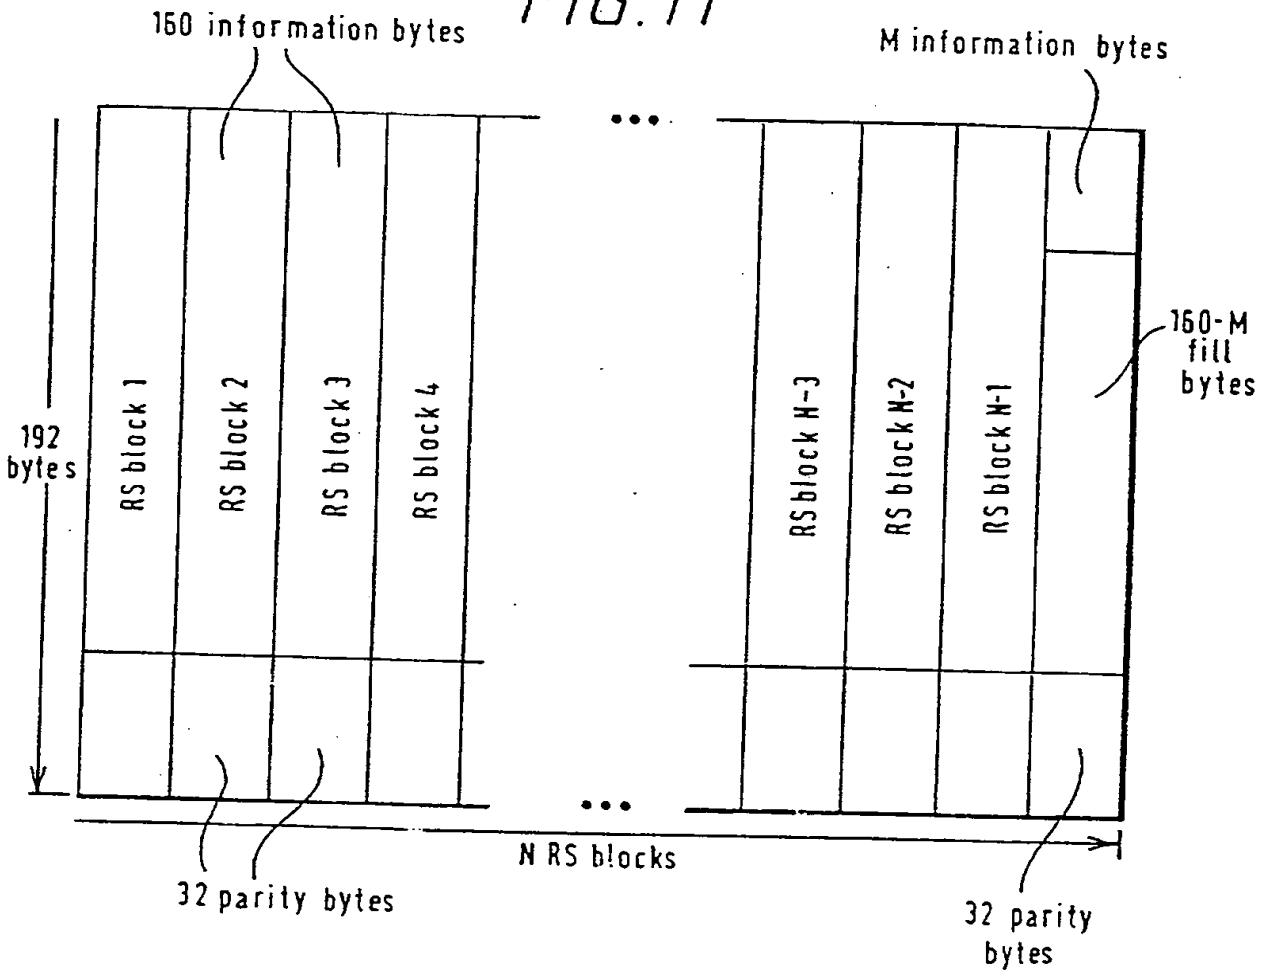 FIG. 11
160 information bytes
M information bytes
•••
160-M
fill
bytes
192
bytes
RS block 1
RS block 2
RS block 3
RS block 4
RS block N-3
RS block N-2
RS block N-1
•••
N RS blocks
32 parity bytes
32 parity
bytes